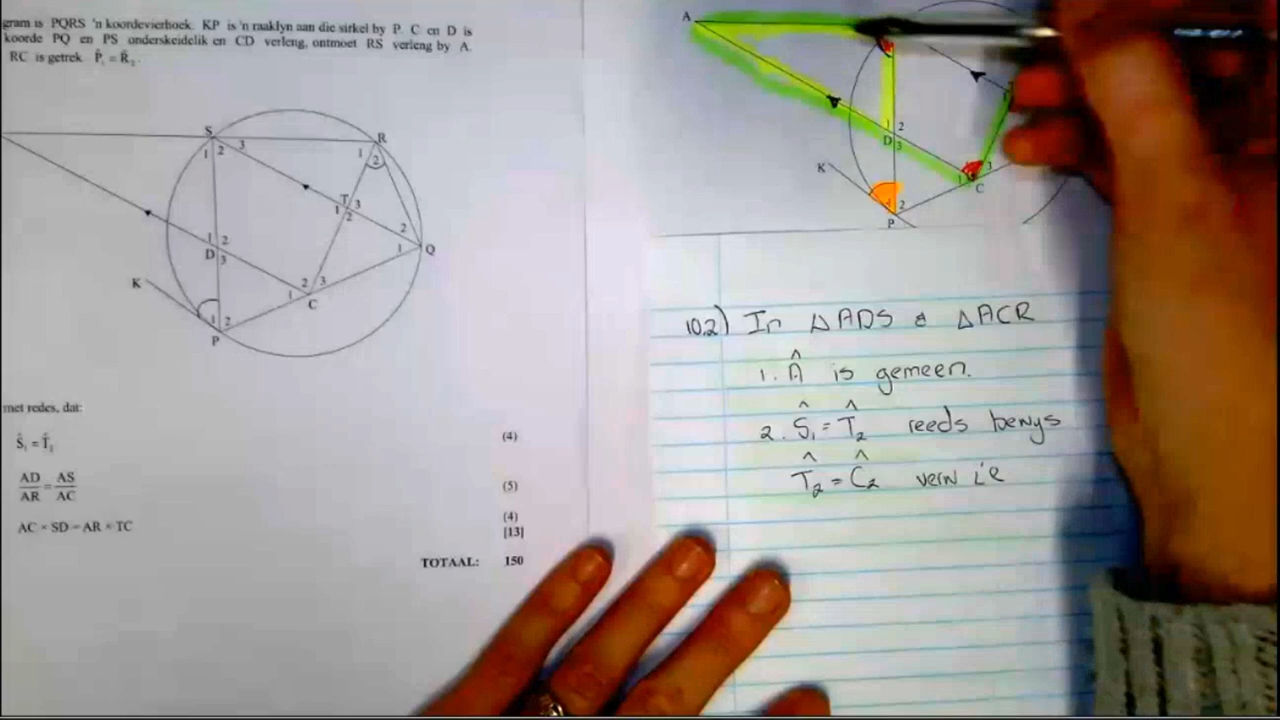 gram is PQRS 'n koordevierhoek. KP is 'n raaklyn aan die sirkel by P. C en D is
koorde PQ en PS onderskeidelik en CD verleng, ontmoet RS verleng by A.
RC is getrek. P̂₁ = R̂₂.
S
R
1
2
3
1
2
T
1
3
2
2
1
Q
1
2
D
3
K
2
3
1
C
1
2
P
met redes, dat:
Ŝ₁ = T̂₂
(4)
AD/AR = AS/AC
(5)
AC × SD = AR × TC
(4)
[13]
TOTAAL: 150
A
1
2
D
3
K
1
3
C
1
2
P
10.2) In △ADS & △ACR
1. Â is gemeen.
2. Ŝ₁ = T̂₂ reeds bewys
T̂₂ = Ĉ₂ verw ∠'e